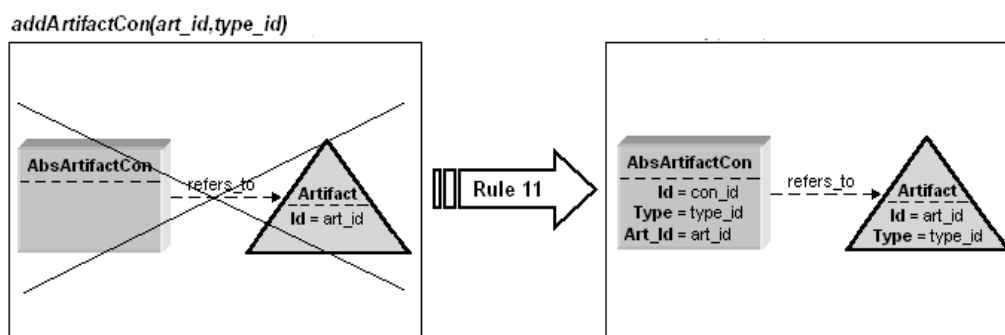 addArtifactCon(art_id,type_id)
AbsArtifactCon
refers_to
Artifact
Id = art_id
Rule 11
AbsArtifactCon
Id = con_id
Type = type_id
Art_Id = art_id
refers_to
Artifact
Id = art_id
Type = type_id